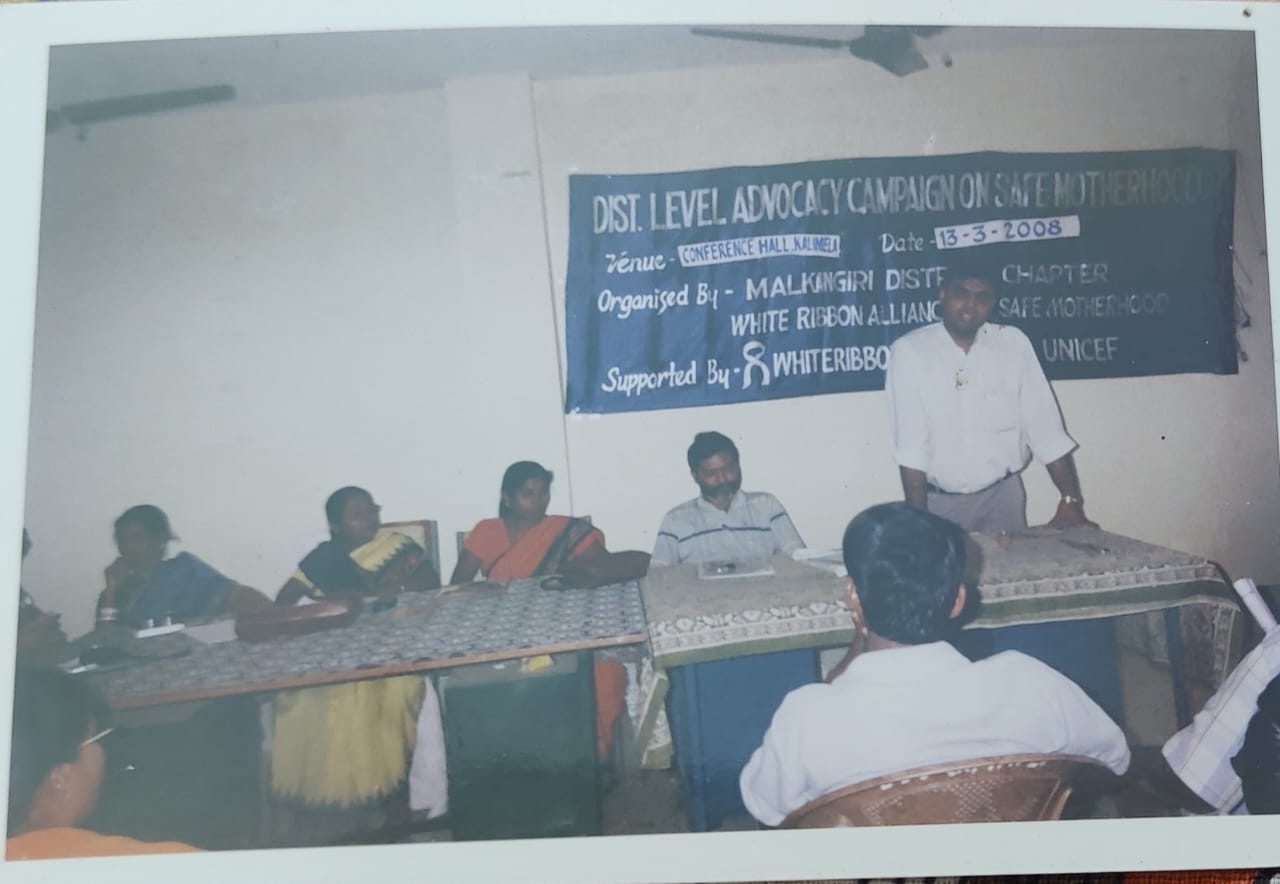 DIST. LEVEL ADVOCACY CAMPAIGN ON SAFE MOTHERHOOD
Venue - CONFERENCE HALL, KALIMELA Date - 13-3-2008
Organised By - MALKANGIRI DISTR CHAPTER
WHITE RIBBON ALLIANC SAFE MOTHERHOOD
Supported By - WHITERIBBO UNICEF